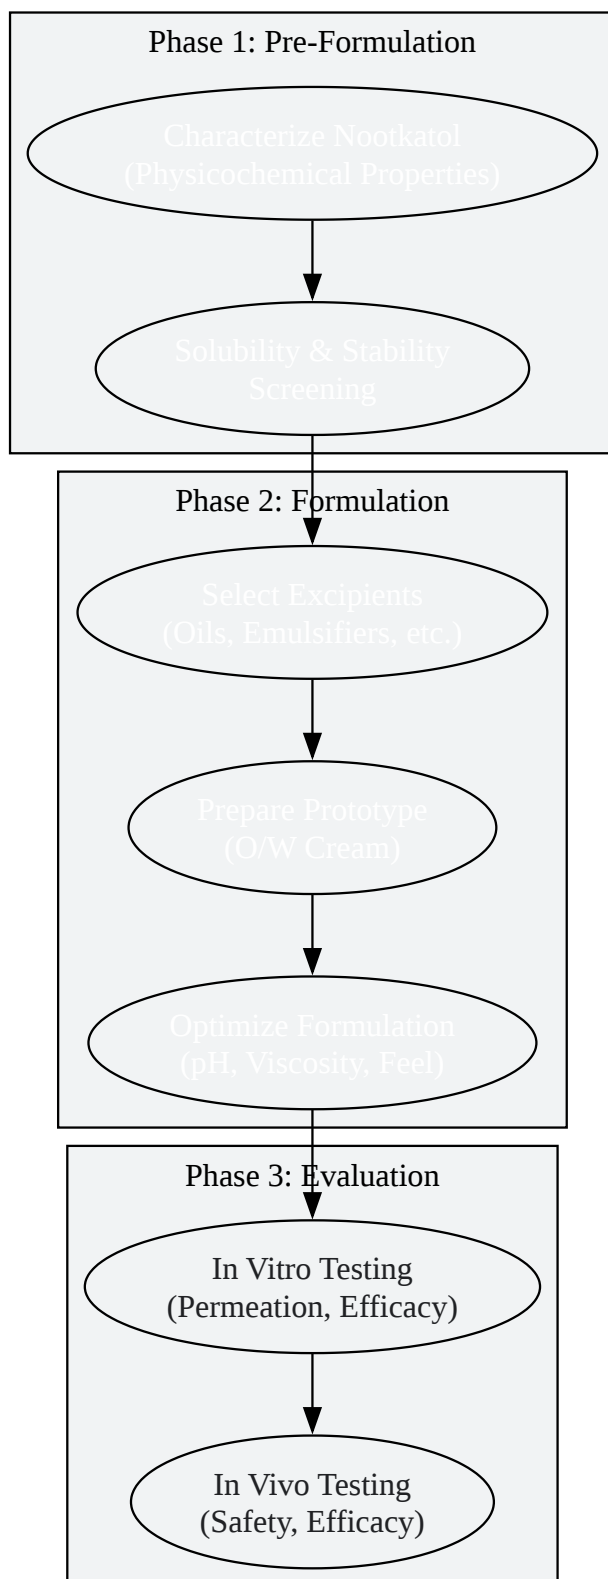 Phase 1: Pre-Formulation
Characterize Nootkatol
(Physicochemical Properties)
Solubility & Stability
Screening
Phase 2: Formulation
Select Excipients
(Oils, Emulsifiers, etc.)
Prepare Prototype
(O/W Cream)
Optimize Formulation
(pH, Viscosity, Feel)
Phase 3: Evaluation
In Vitro Testing
(Permeation, Efficacy)
In Vivo Testing
(Safety, Efficacy)